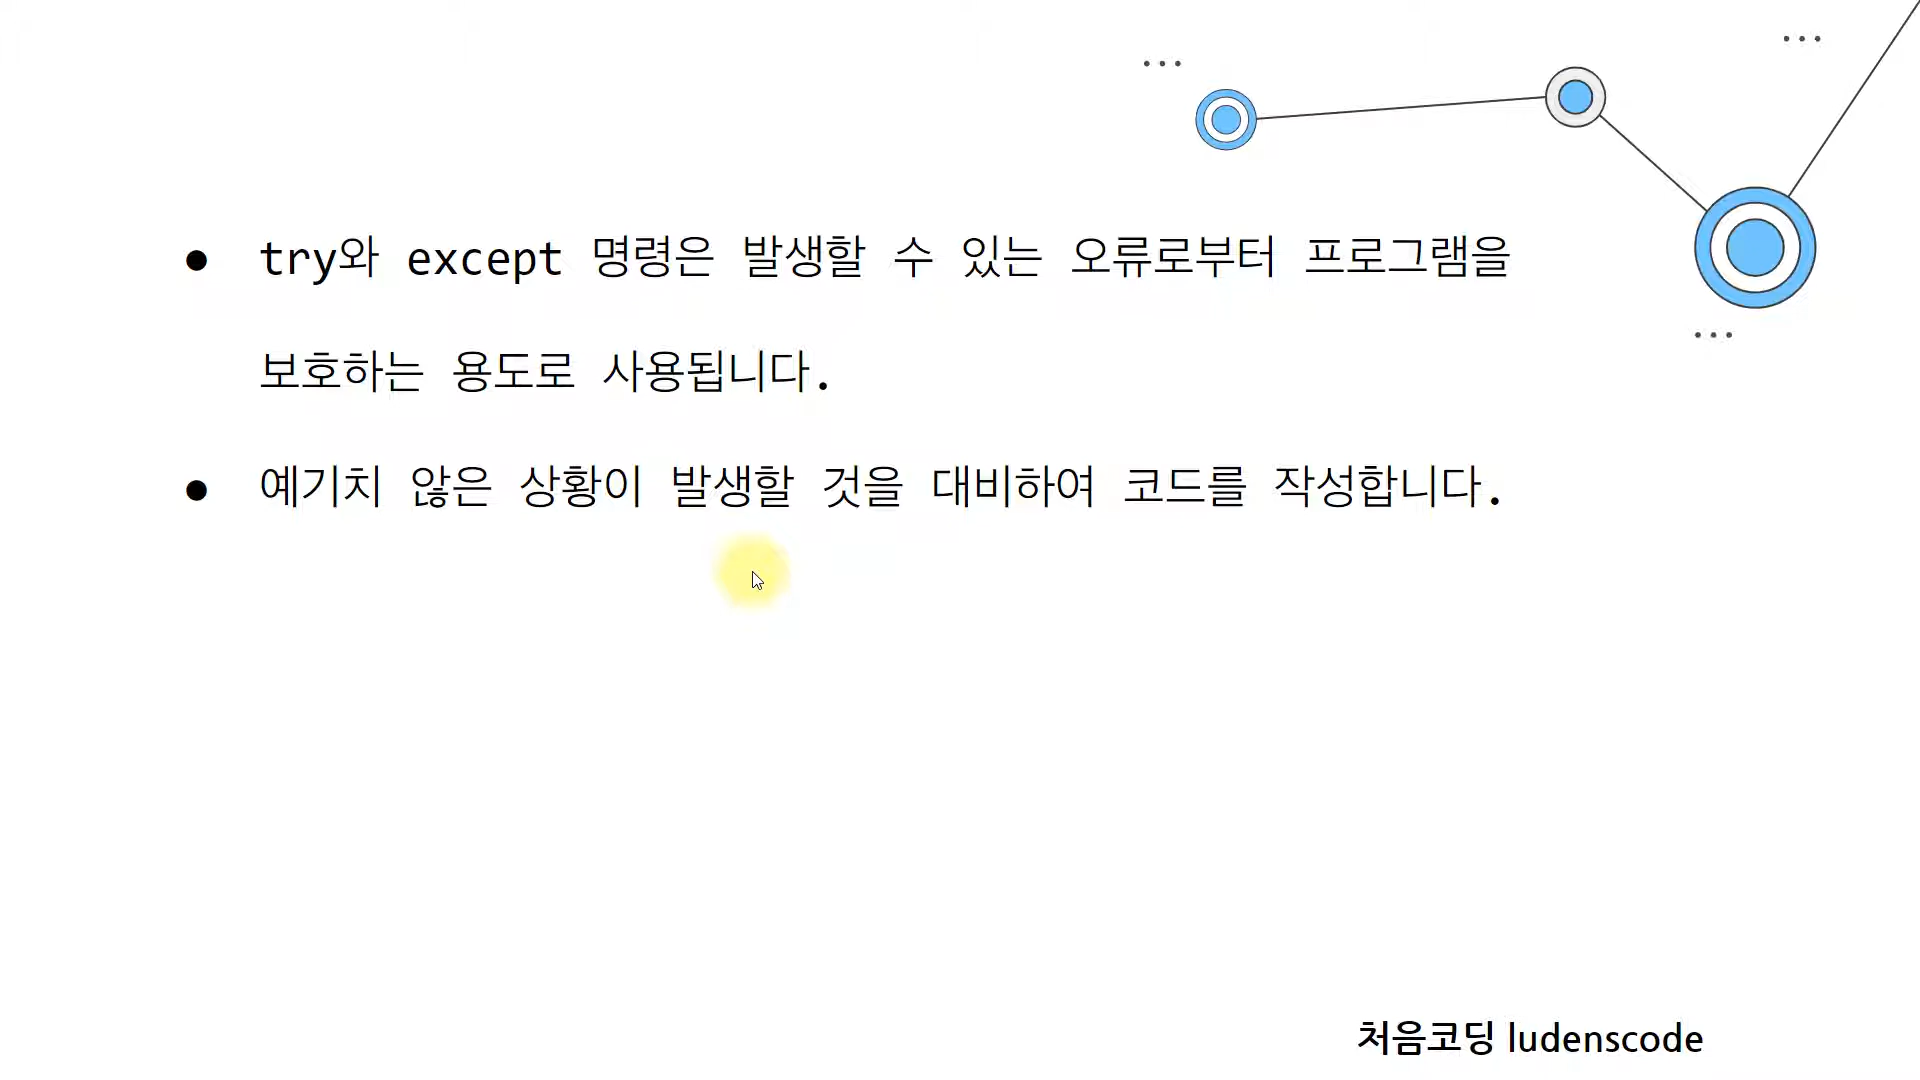 ● try와 except 명령은 발생할 수 있는 오류로부터 프로그램을
보호하는 용도로 사용됩니다.
● 예기치 않은 상황이 발생할 것을 대비하여 코드를 작성합니다.
처음코딩 ludenscode